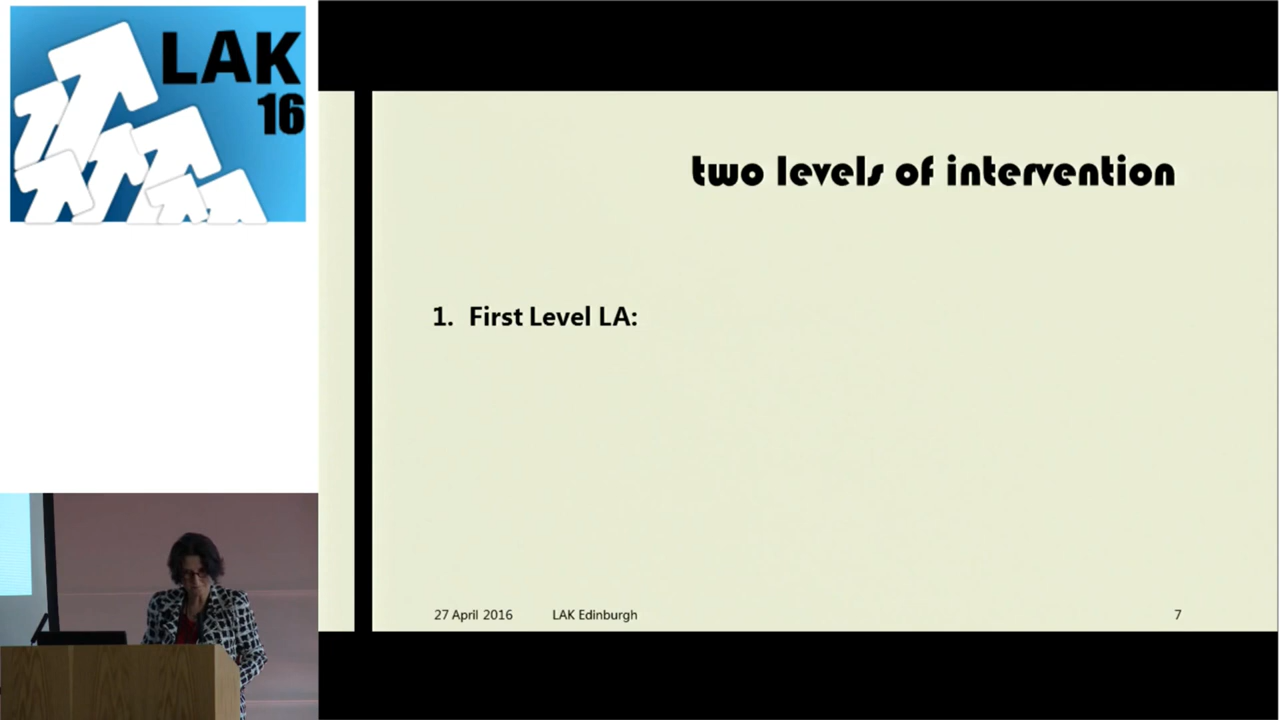 LAK
16
two levels of intervention
1. First Level LA:
27 April 2016 LAK Edinburgh 7